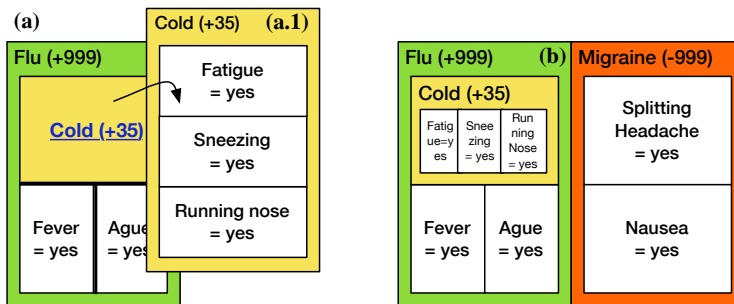 (a)
Flu (+999)
Cold (+35)
Fever
= yes
Ague
= yes
Cold (+35)
(a.1)
Fatigue
= yes
Sneezing
= yes
Running nose
= yes
Flu (+999)
(b)
Cold (+35)
Fatig
ue=y
es
Snee
zing
= yes
Run
ning
Nose
= yes
Fever
= yes
Ague
= yes
Migraine (-999)
Splitting
Headache
= yes
Nausea
= yes